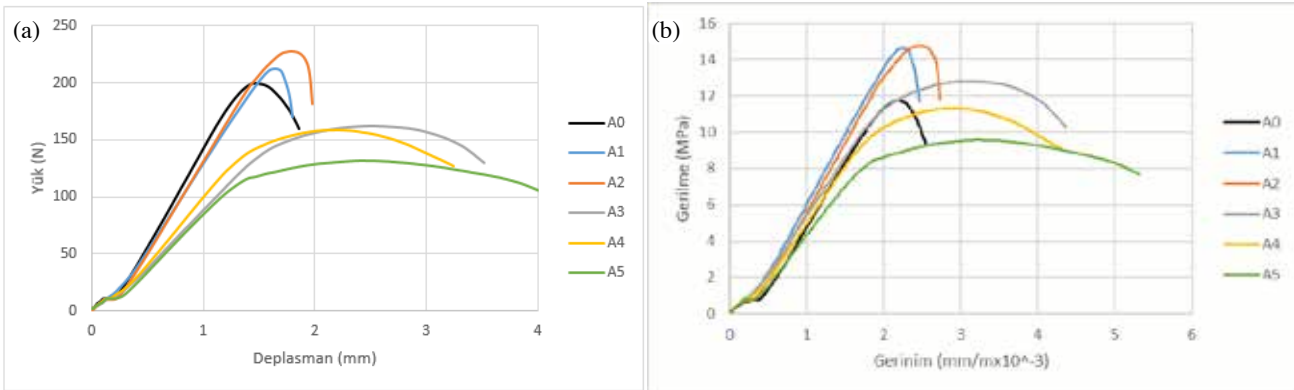 (a)
250
200
150
100
50
0
Yük (N)
0 1 2 3 4
Deplasman (mm)
A0
A1
A2
A3
A4
A5
(b)
16
14
12
10
8
6
4
2
0
Gerilme (MPa)
0 1 2 3 4 5 6
Gerinim (mm/mx10^-3)
A0
A1
A2
A3
A4
A5